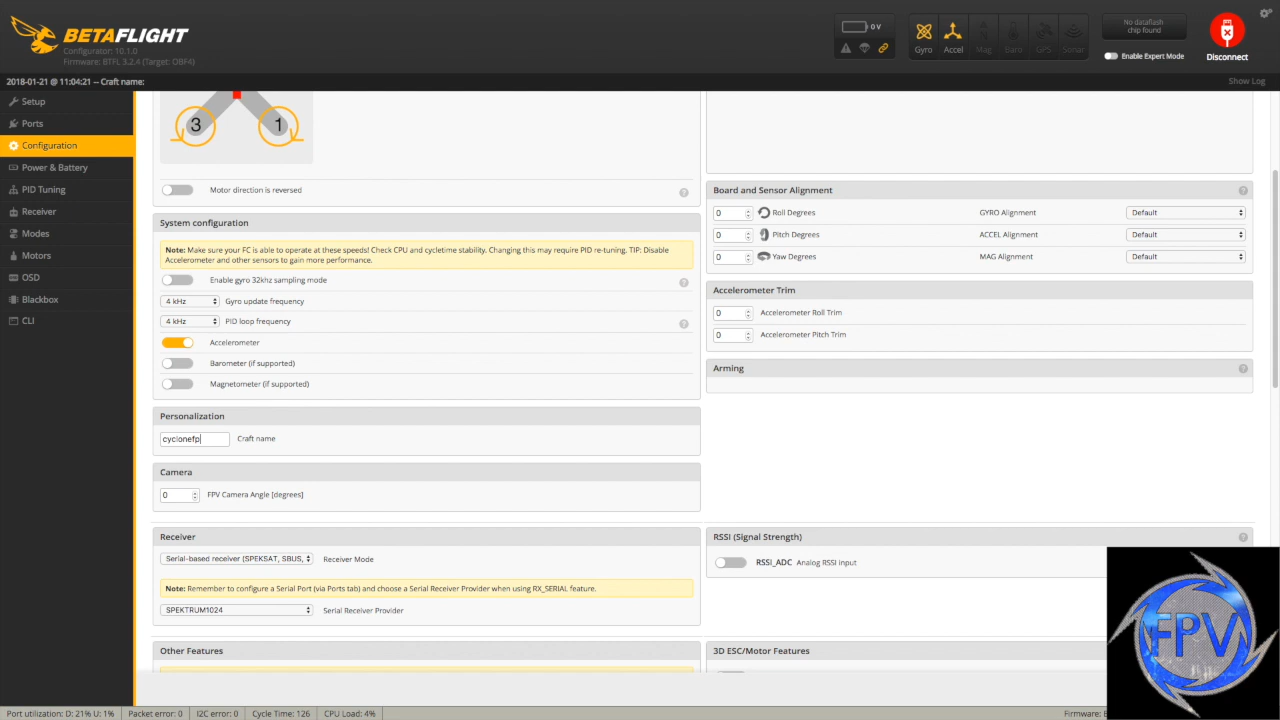 BETAFLIGHT
Configurator: 10.1.0
Firmware: BTFL 3.2.4 (Target: OBF4)
0 V
Gyro
Accel
Mag
Baro
GPS
Sonar
No dataflash
chip found
Enable Expert Mode
Disconnect
2018-01-21 @ 11:04:21 -- Craft name:
Show Log
Setup
Ports
Configuration
Power & Battery
PID Tuning
Receiver
Modes
Motors
OSD
Blackbox
CLI
3
1
Motor direction is reversed
?
System configuration
Note: Make sure your FC is able to operate at these speeds! Check CPU and cycletime stability. Changing this may require PID re-tuning. TIP: Disable
Accelerometer and other sensors to gain more performance.
Enable gyro 32khz sampling mode
?
4 kHz Gyro update frequency
4 kHz PID loop frequency
?
Accelerometer
Barometer (if supported)
Magnetometer (if supported)
Personalization
cyclonefp Craft name
Camera
0 FPV Camera Angle [degrees]
Receiver
Serial-based receiver (SPEKSAT, SBUS, Receiver Mode
Note: Remember to configure a Serial Port (via Ports tab) and choose a Serial Receiver Provider when using RX_SERIAL feature.
SPEKTRUM1024 Serial Receiver Provider
Other Features
Board and Sensor Alignment
?
0 Roll Degrees GYRO Alignment Default
0 Pitch Degrees ACCEL Alignment Default
0 Yaw Degrees MAG Alignment Default
Accelerometer Trim
0 Accelerometer Roll Trim
0 Accelerometer Pitch Trim
Arming
?
RSSI (Signal Strength)
?
RSSI_ADC Analog RSSI input
3D ESC/Motor Features
FPV
Port utilization: D: 21% U: 1%
Packet error: 0
I2C error: 0
Cycle Time: 126
CPU Load: 4%
Firmware: